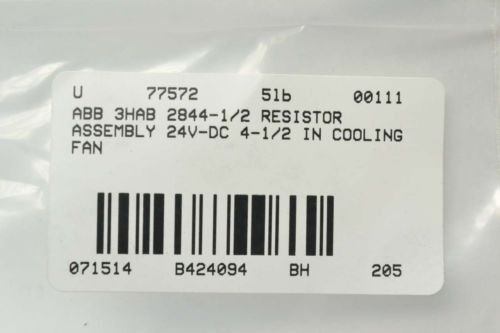 U 77572 5lb 00111
ABB 3HAB 2844-1/2 RESISTOR
ASSEMBLY 24V-DC 4-1/2 IN COOLING
FAN
071514 B424094 BH 205